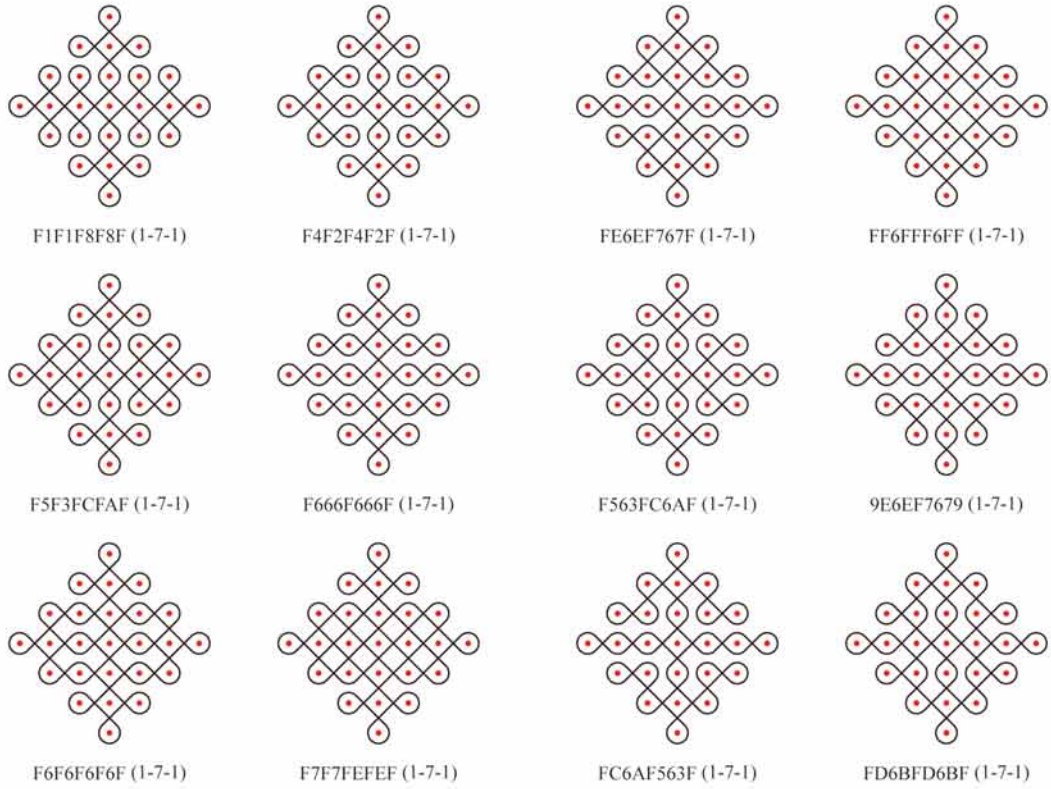 F1F1F8F8F (1-7-1)
F4F2F4F2F (1-7-1)
FE6EF767F (1-7-1)
FF6FFF6FF (1-7-1)
F5F3FCFAF (1-7-1)
F666F666F (1-7-1)
F563FC6AF (1-7-1)
9E6EF7679 (1-7-1)
F6F6F6F6F (1-7-1)
F7F7FEFEF (1-7-1)
FC6AF563F (1-7-1)
FD6BFD6BF (1-7-1)